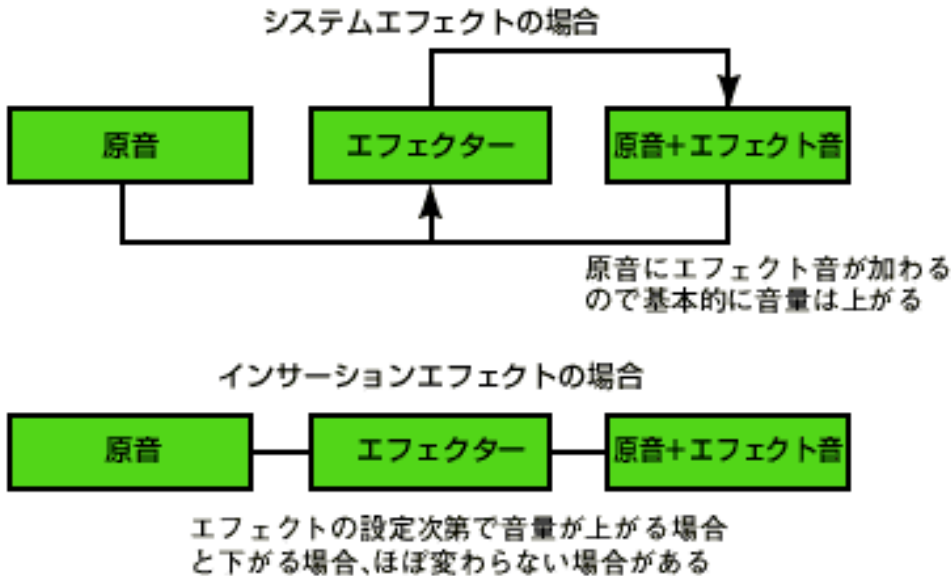 システムエフェクトの場合
原音
エフェクター
原音＋エフェクト音
原音にエフェクト音が加わる
ので基本的に音量は上がる
インサーションエフェクトの場合
原音
エフェクター
原音＋エフェクト音
エフェクトの設定次第で音量が上がる場合
と下がる場合、ほぼ変わらない場合がある